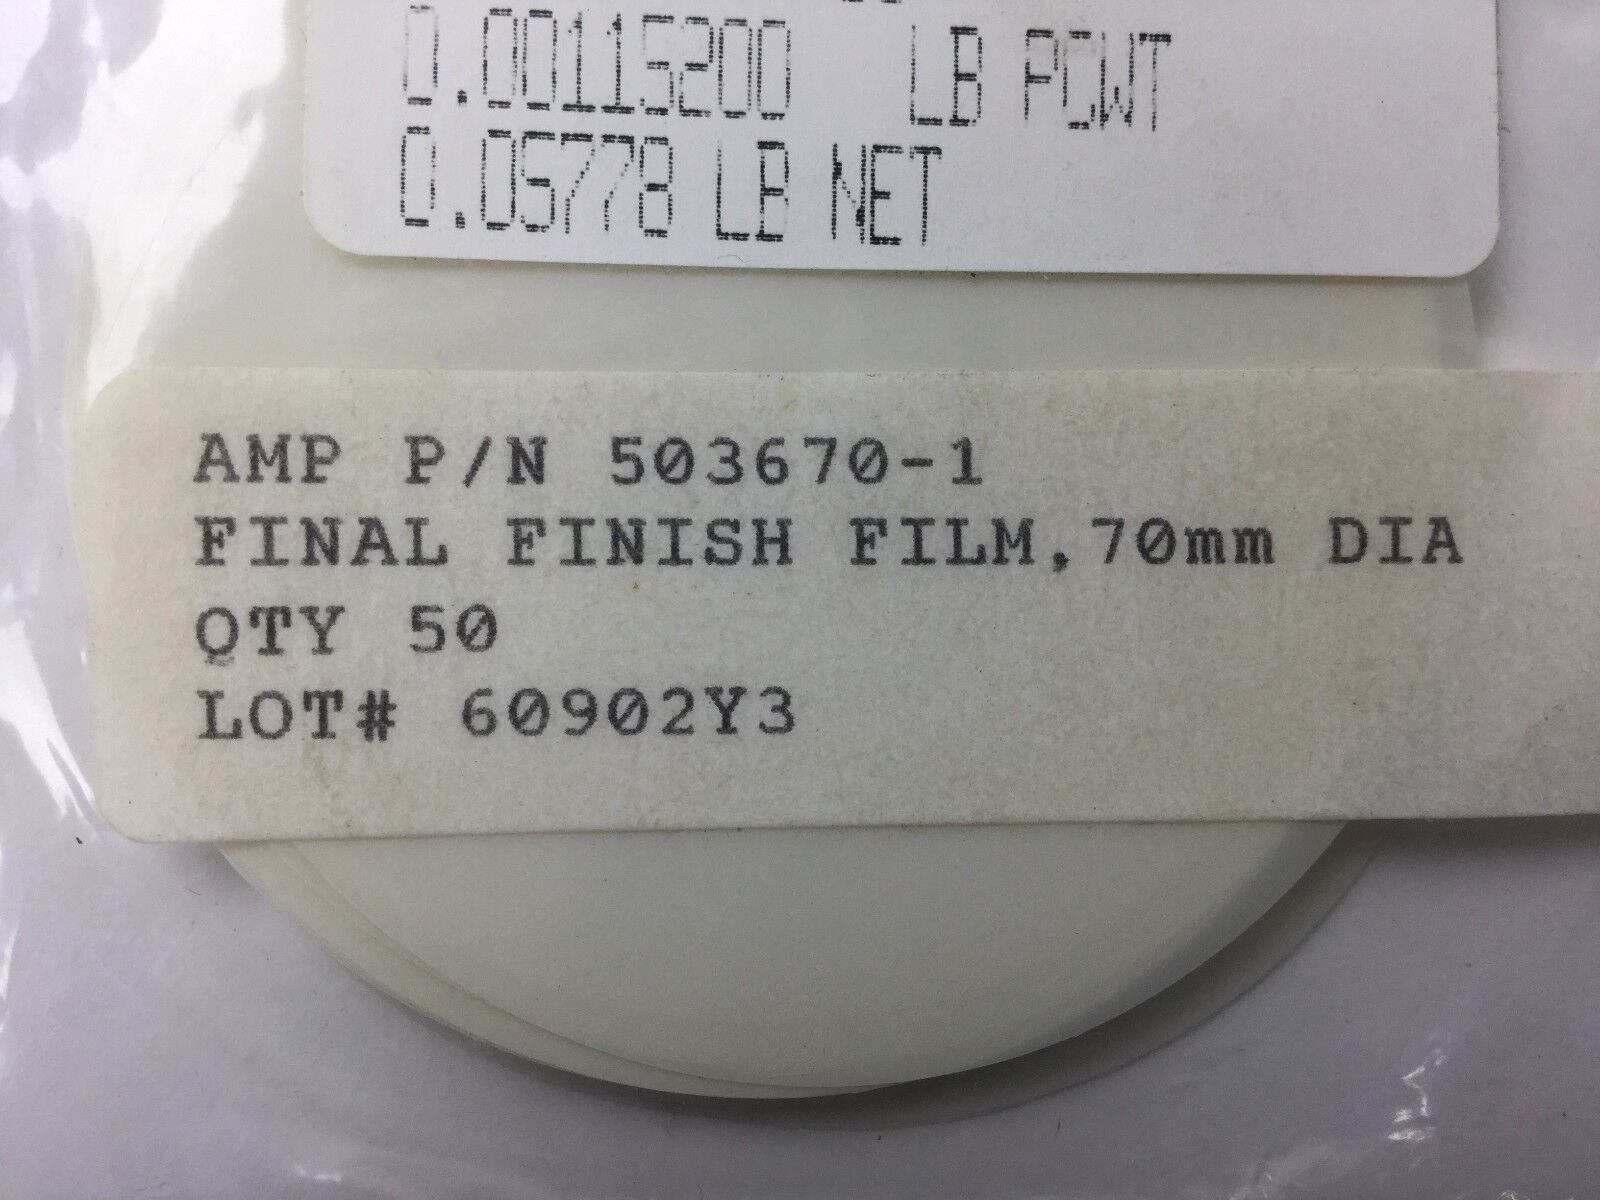 0.00115200 LB PCWT
0.05778 LB NET
AMP P/N 503670-1
FINAL FINISH FILM,70mm DIA
QTY 50
LOT# 60902Y3